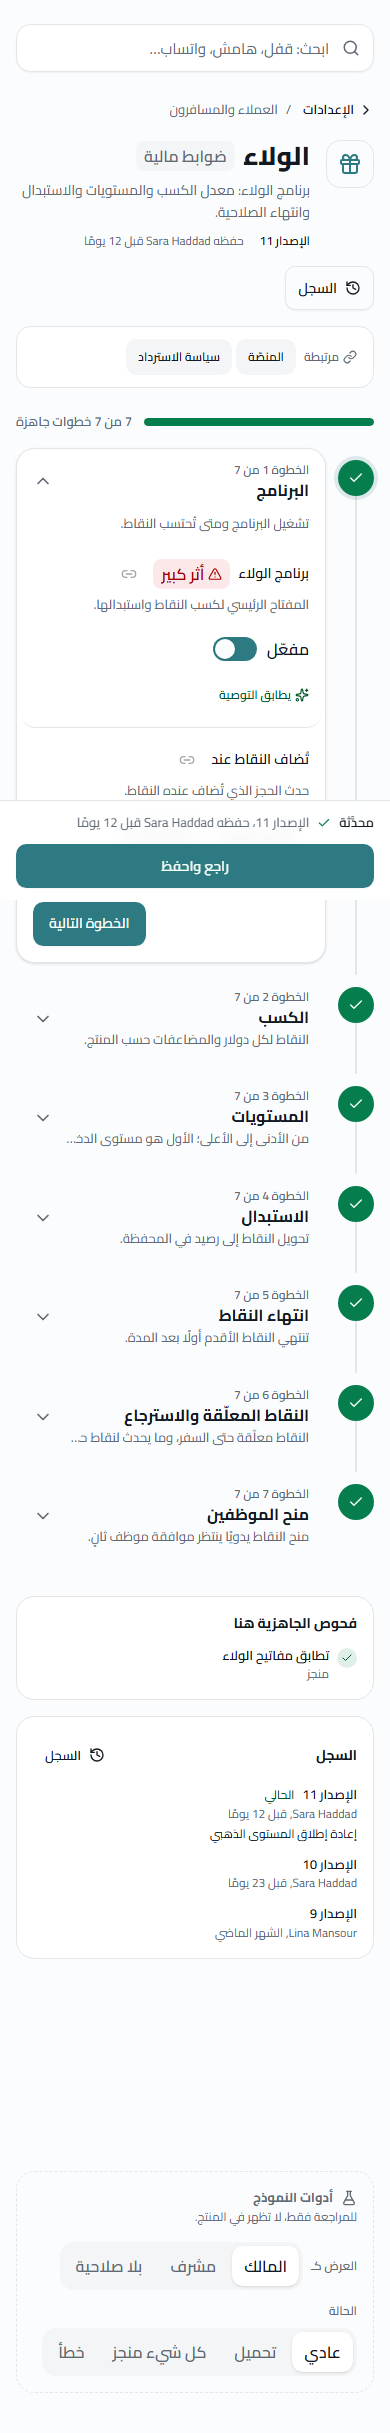 ابحث: قفل، هامش، واتساب...
الإعدادات / العملاء والمسافرون
الولاء ضوابط مالية
برنامج الولاء: معدل الكسب والمستويات والاستبدال
وانتهاء الصلاحية.
الإصدار 11 حفظه Sara Haddad قبل 12 يومًا
السجل
مرتبطة المنصّة سياسة الاسترداد
7 من 7 خطوات جاهزة
الخطوة 1 من 7
البرنامج
تشغيل البرنامج ومتى تُحتسب النقاط.
برنامج الولاء أثر كبير
المفتاح الرئيسي لكسب النقاط واستبدالها.
مفعّل
يطابق التوصية
تُضاف النقاط عند
حدث الحجز الذي تُضاف عنده النقاط.
محدّثة الإصدار 11، حفظه Sara Haddad قبل 12 يومًا
راجع واحفظ
الخطوة التالية
الخطوة 2 من 7
الكسب
النقاط لكل دولار والمضاعفات حسب المنتج.
الخطوة 3 من 7
المستويات
من الأدنى إلى الأعلى؛ الأول هو مستوى الدخ...
الخطوة 4 من 7
الاستبدال
تحويل النقاط إلى رصيد في المحفظة.
الخطوة 5 من 7
انتهاء النقاط
تنتهي النقاط الأقدم أولًا بعد المدة.
الخطوة 6 من 7
النقاط المعلّقة والاسترجاع
النقاط معلّقة حتى السفر، وما يحدث لنقاط حـ...
الخطوة 7 من 7
منح الموظفين
منح النقاط يدويًا ينتظر موافقة موظف ثانٍ.
فحوص الجاهزية هنا
تطابق مفاتيح الولاء
منجز
السجل السجل
الإصدار 11 الحالي
Sara Haddad, قبل 12 يومًا
إعادة إطلاق المستوى الذهبي
الإصدار 10
Sara Haddad, قبل 23 يومًا
الإصدار 9
Lina Mansour, الشهر الماضي
أدوات النموذج
للمراجعة فقط، لا تظهر في المنتج.
العرض كـ المالك مشرف بلا صلاحية
الحالة
عادي تحميل كل شيء منجز خطأ